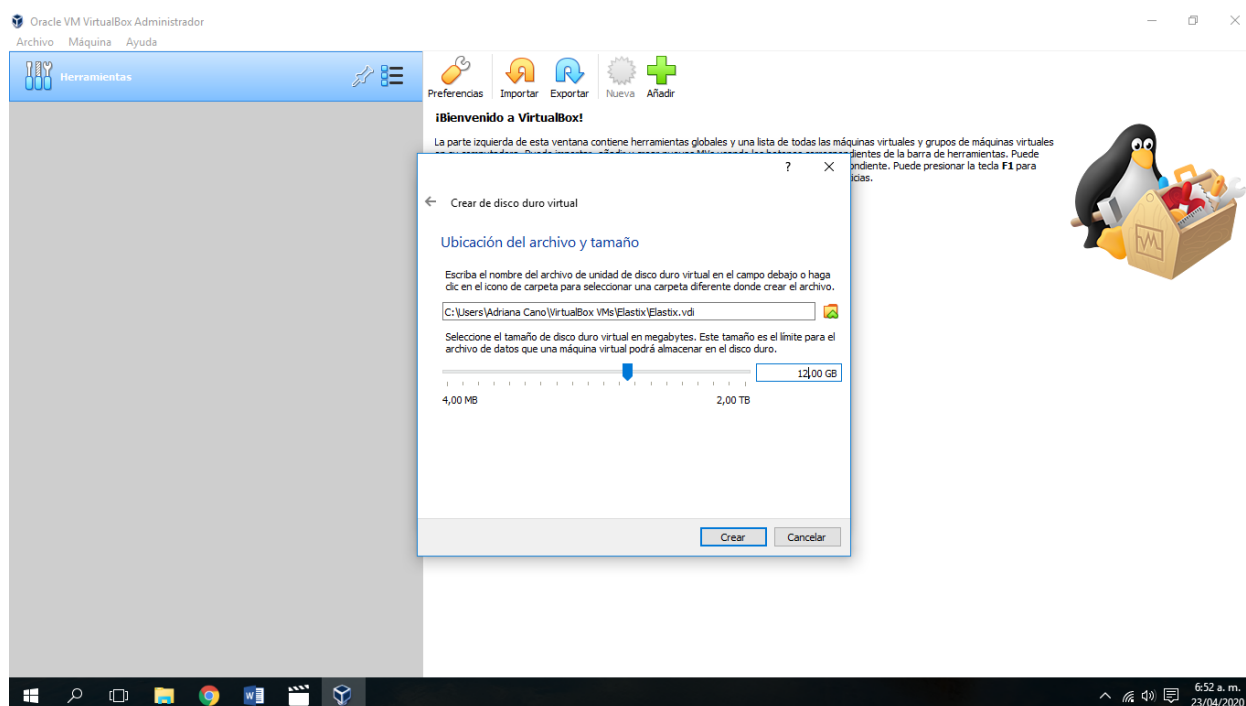 Oracle VM VirtualBox Administrador
Archivo Máquina Ayuda
Herramientas
Preferencias Importar Exportar Nueva Añadir
¡Bienvenido a VirtualBox!
La parte izquierda de esta ventana contiene herramientas globales y una lista de todas las máquinas virtuales y grupos de máquinas virtuales
dientes de la barra de herramientas. Puede
ondiente. Puede presionar la tecla F1 para
icias.
?
Crear de disco duro virtual
Ubicación del archivo y tamaño
Escriba el nombre del archivo de unidad de disco duro virtual en el campo debajo o haga
clic en el icono de carpeta para seleccionar una carpeta diferente donde crear el archivo.
C:\Users\Adriana Cano\VirtualBox VMs\Elastix\Elastix.vdi
Seleccione el tamaño de disco duro virtual en megabytes. Este tamaño es el límite para el
archivo de datos que una máquina virtual podrá almacenar en el disco duro.
12,00 GB
4,00 MB 2,00 TB
Crear Cancelar
6:52 a. m.
23/04/2020